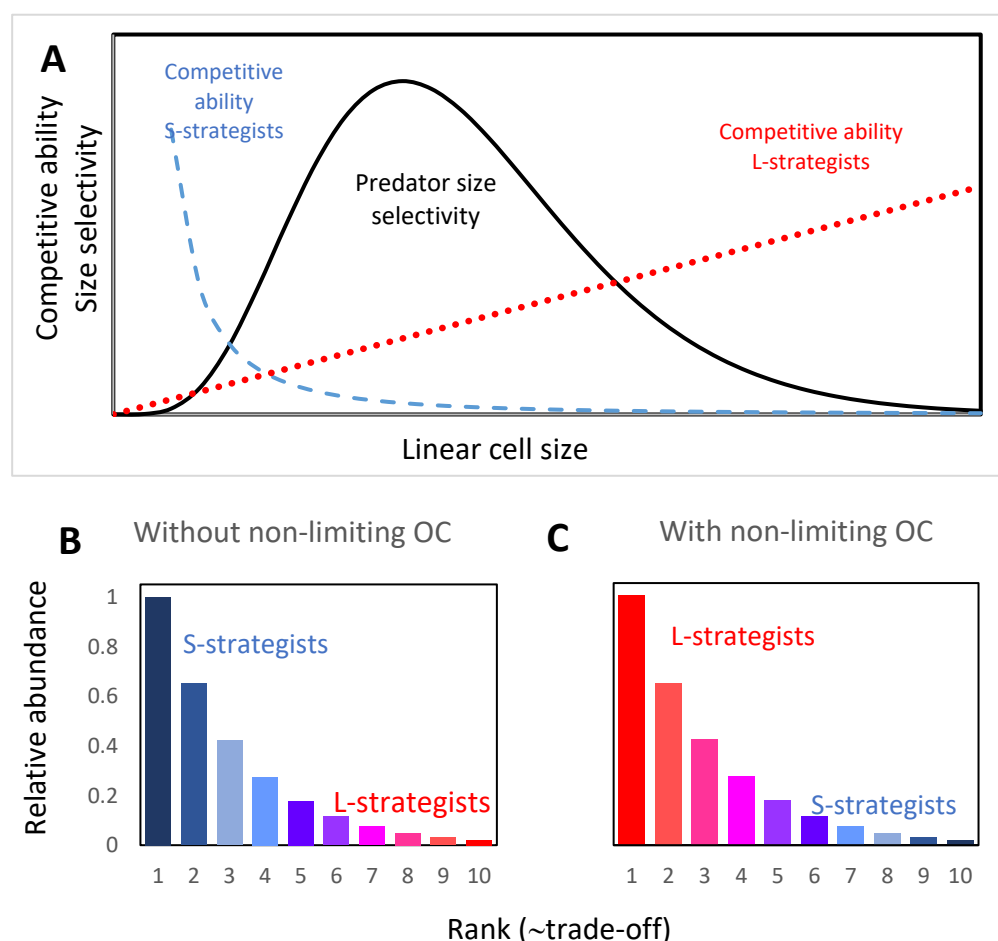 A
Competitive ability
Size selectivity
Competitive
ability
S-strategists
Predator size
selectivity
Competitive ability
L-strategists
Linear cell size
B
Without non-limiting OC
Relative abundance
1
0.8
0.6
0.4
0.2
0
S-strategists
L-strategists
1 2 3 4 5 6 7 8 9 10
C
With non-limiting OC
L-strategists
S-strategists
1 2 3 4 5 6 7 8 9 10
Rank (~trade-off)